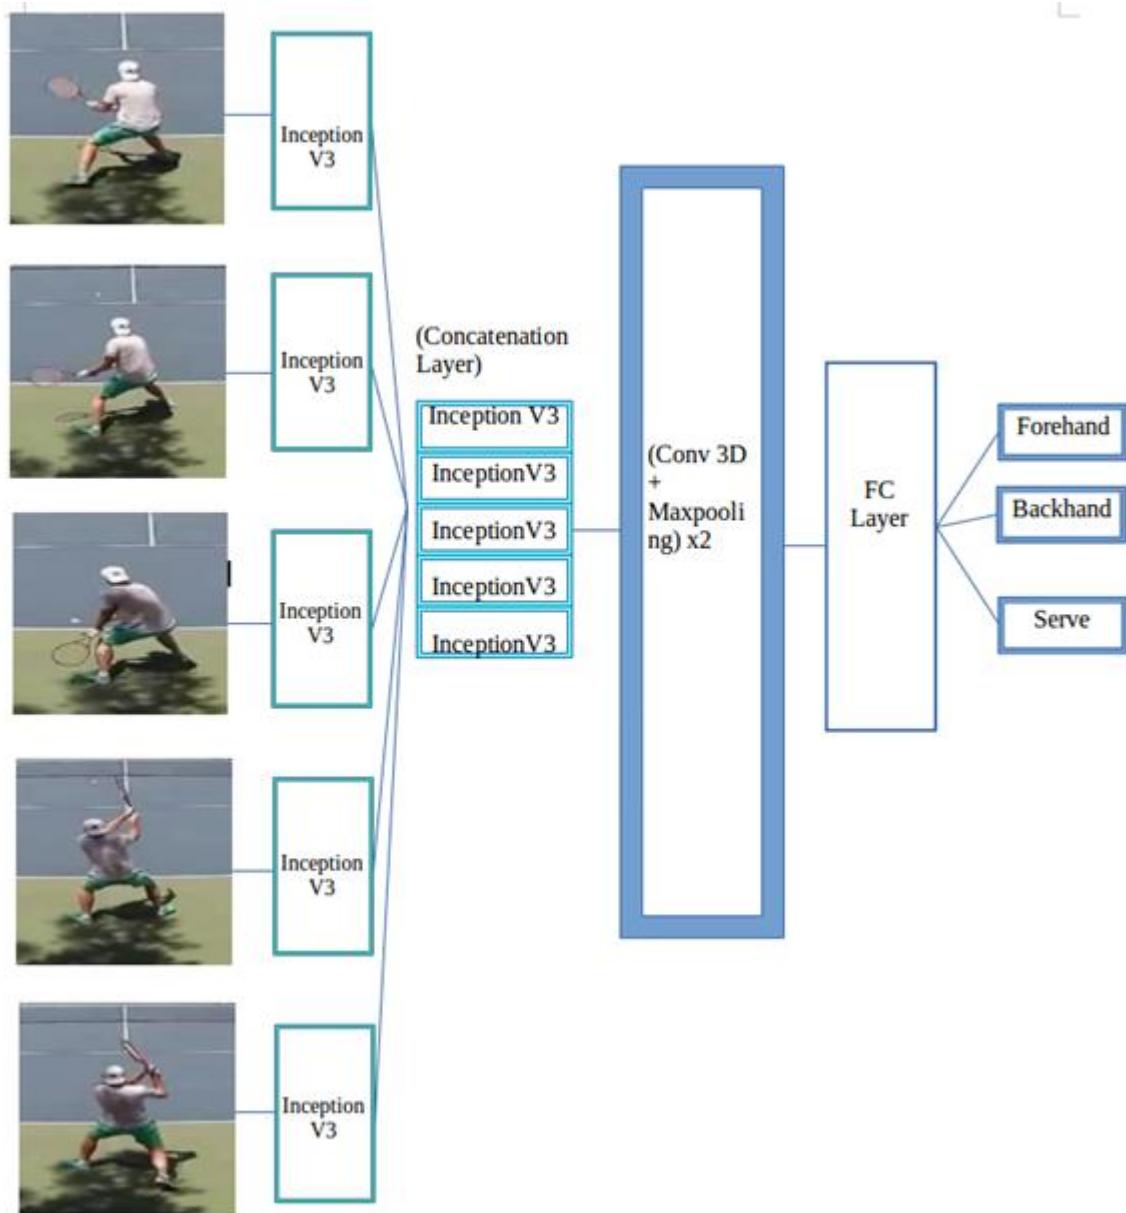 Inception
V3
Inception
V3
Inception
V3
Inception
V3
Inception
V3
(Concatenation
Layer)
Inception V3
InceptionV3
InceptionV3
InceptionV3
InceptionV3
(Conv 3D
+
Maxpooli
ng) x2
FC
Layer
Forehand
Backhand
Serve